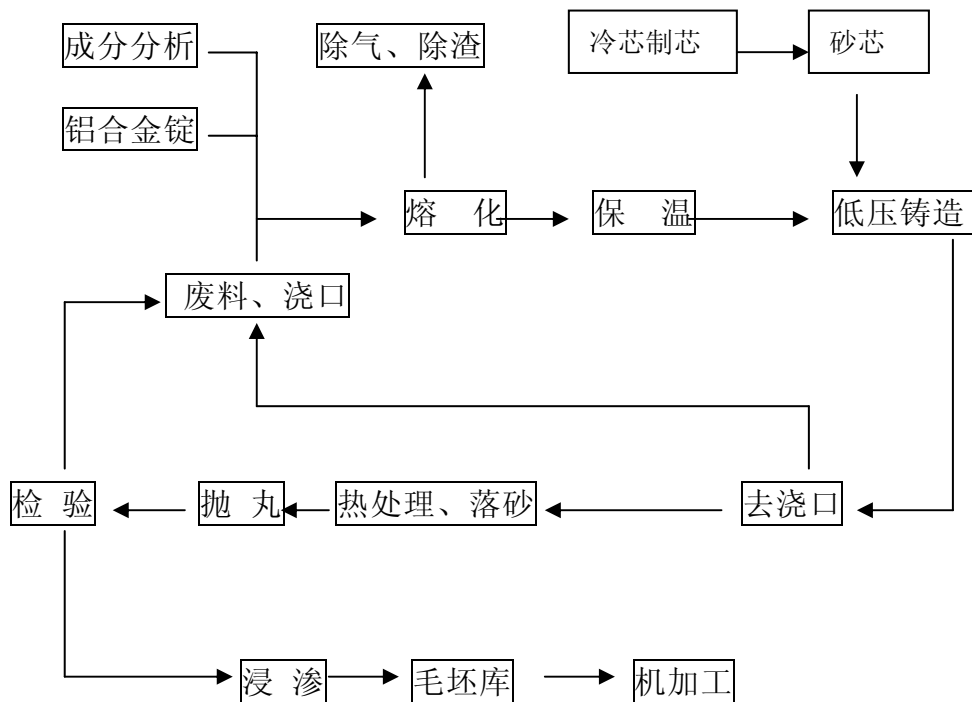 成分分析
除气、除渣
冷芯制芯
砂芯
铝合金锭
熔 化
保 温
低压铸造
废料、浇口
检 验
抛 丸
热处理、落砂
去浇口
浸 渗
毛坯库
机加工